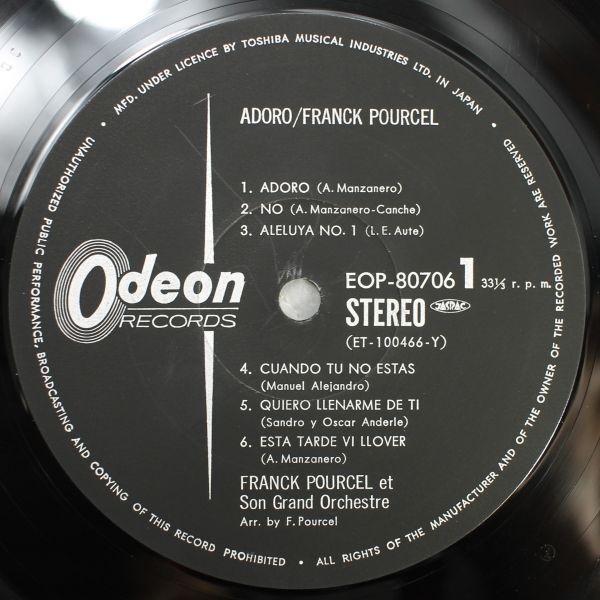 MFD. UNDER LICENCE BY TOSHIBA MUSICAL INDUSTRIES LTD. IN JAPAN •
ADORO/FRANCK POURCEL
1. ADORO (A. Manzanero)
2. NO (A. Manzanero-Canche)
3. ALELUYA NO. 1 (L. E. Aute)
Odeon
RECORDS
EOP-80706 1 33⅓ r. p. m.
STEREO JASRAC
(ET-100466-Y)
4. CUANDO TU NO ESTAS
(Manuel Alejandro)
5. QUIERO LLENARME DE TI
(Sandro y Oscar Anderle)
6. ESTA TARDE VI LLOVER
(A. Manzanero)
FRANCK POURCEL et
Son Grand Orchestre
Arr. by F. Pourcel
UNAUTHORIZED PUBLIC PERFORMANCE, BROADCASTING AND COPYING OF THIS RECORD PROHIBITED • ALL RIGHTS OF THE MANUFACTURER AND OF THE OWNER OF THE RECORDED WORK ARE RESERVED